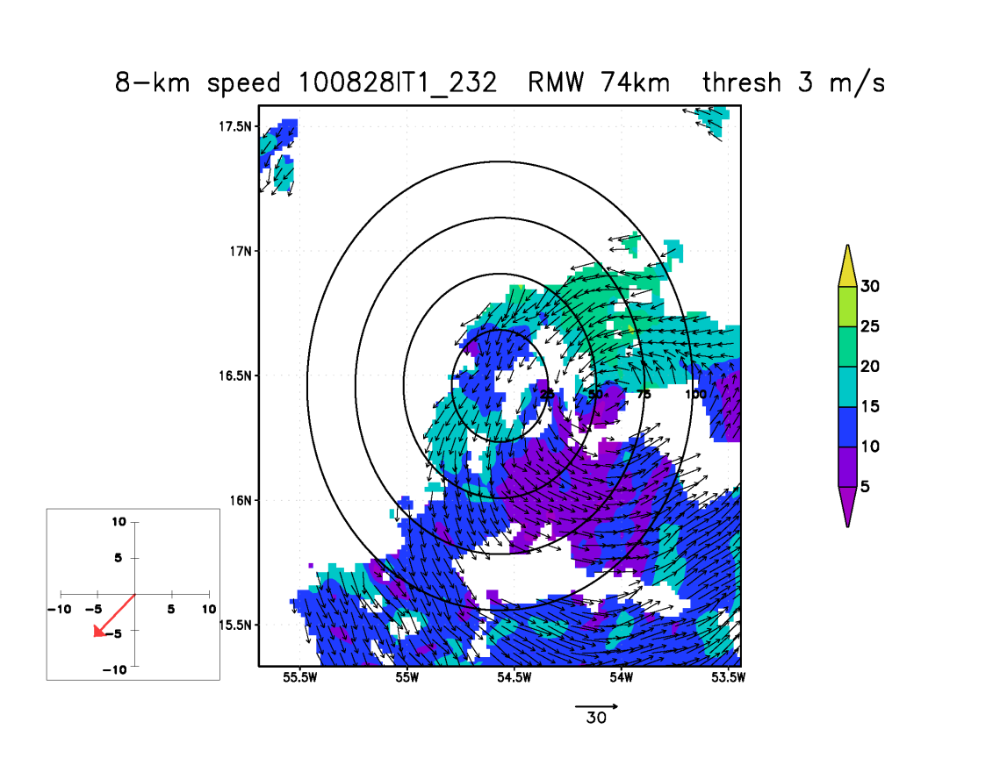 8-km speed 100828IT1_232 RMW 74km thresh 3 m/s
17.5N
17N
16.5N
16N
15.5N
55.5W 55W 54.5W 54W 53.5W
25 50 75 100
30
25
20
15
10
5
10
5
-10 -5 5 10
-5
-10
30